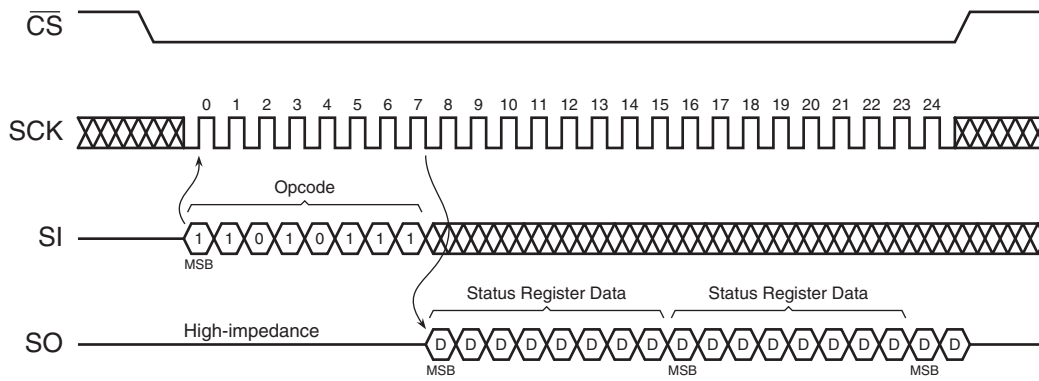 CS
0 1 2 3 4 5 6 7 8 9 10 11 12 13 14 15 16 17 18 19 20 21 22 23 24
SCK
Opcode
SI 1 1 0 1 0 1 1 1
MSB
Status Register Data Status Register Data
High-impedance
SO D D D D D D D D D D D D D D D D D D
MSB MSB MSB